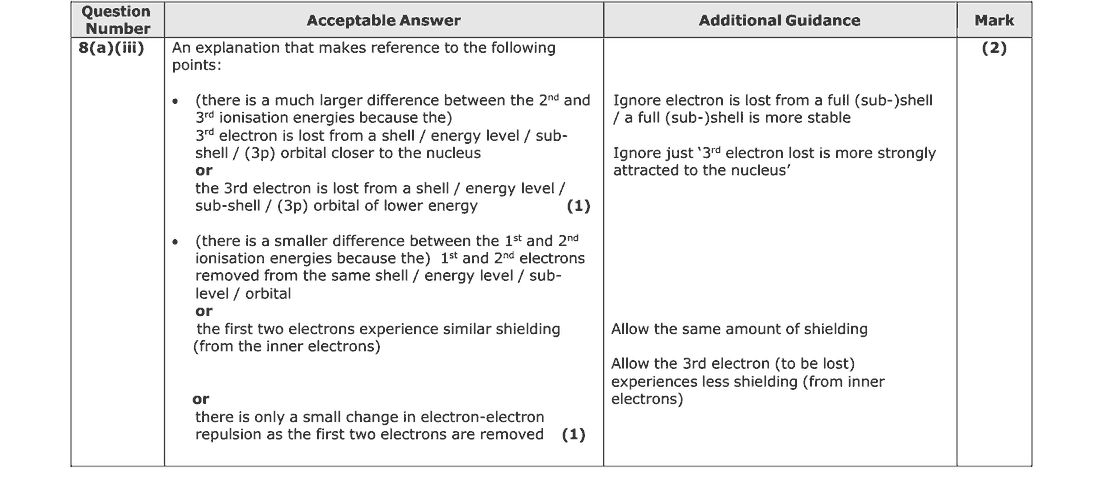 Question Number
Acceptable Answer
Additional Guidance
Mark
8(a)(iii)
An explanation that makes reference to the following
points:
• (there is a much larger difference between the 2nd and
3rd ionisation energies because the)
3rd electron is lost from a shell / energy level / sub-
shell / (3p) orbital closer to the nucleus
or
the 3rd electron is lost from a shell / energy level /
sub-shell / (3p) orbital of lower energy (1)
• (there is a smaller difference between the 1st and 2nd
ionisation energies because the) 1st and 2nd electrons
removed from the same shell / energy level / sub-
level / orbital
or
the first two electrons experience similar shielding
(from the inner electrons)
or
there is only a small change in electron-electron
repulsion as the first two electrons are removed (1)
Ignore electron is lost from a full (sub-)shell
/ a full (sub-)shell is more stable
Ignore just ‘3rd electron lost is more strongly
attracted to the nucleus’
Allow the same amount of shielding
Allow the 3rd electron (to be lost)
experiences less shielding (from inner
electrons)
(2)